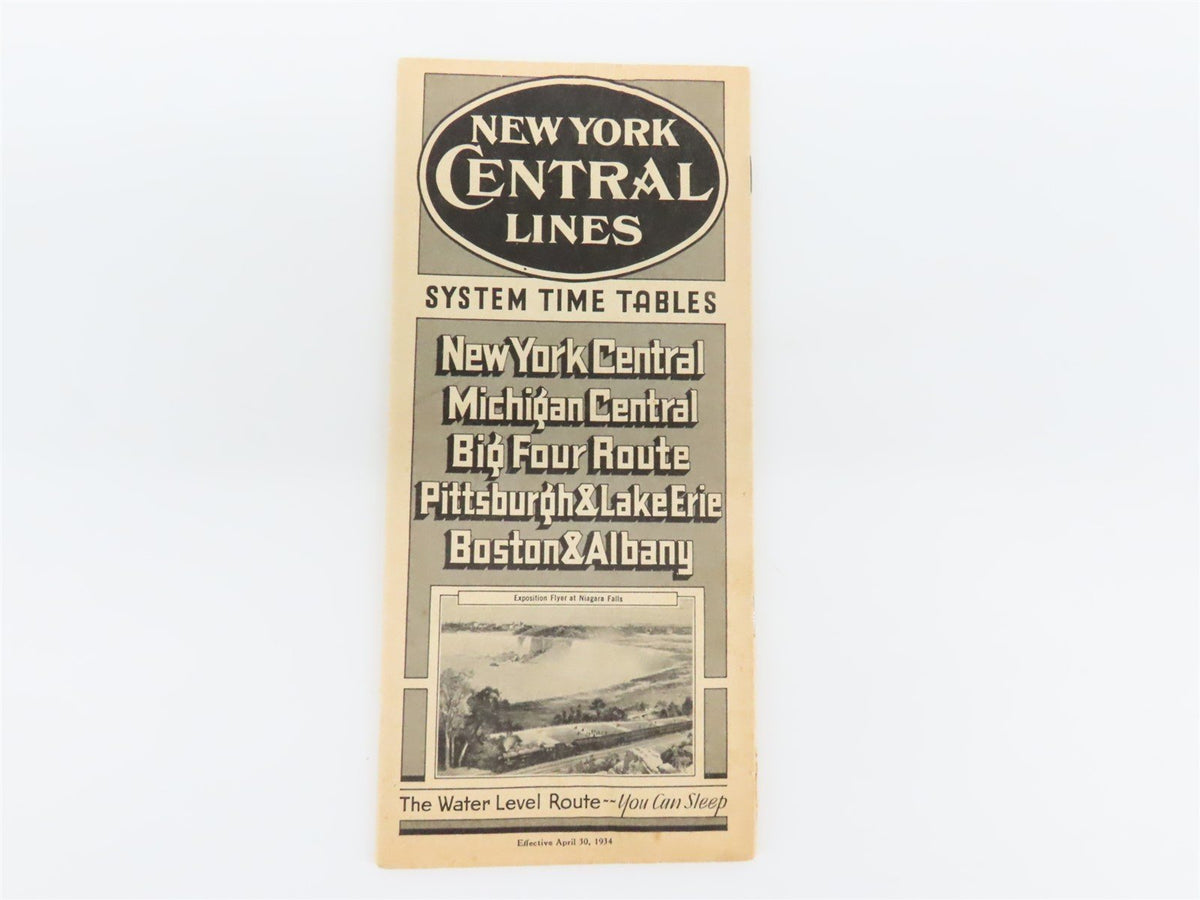 NEW YORK
CENTRAL
LINES
SYSTEM TIME TABLES
New York Central
Michigan Central
Big Four Route
Pittsburgh & Lake Erie
Boston & Albany
Exposition Flyer at Niagara Falls
The Water Level Route--You Can Sleep
Effective April 30, 1934